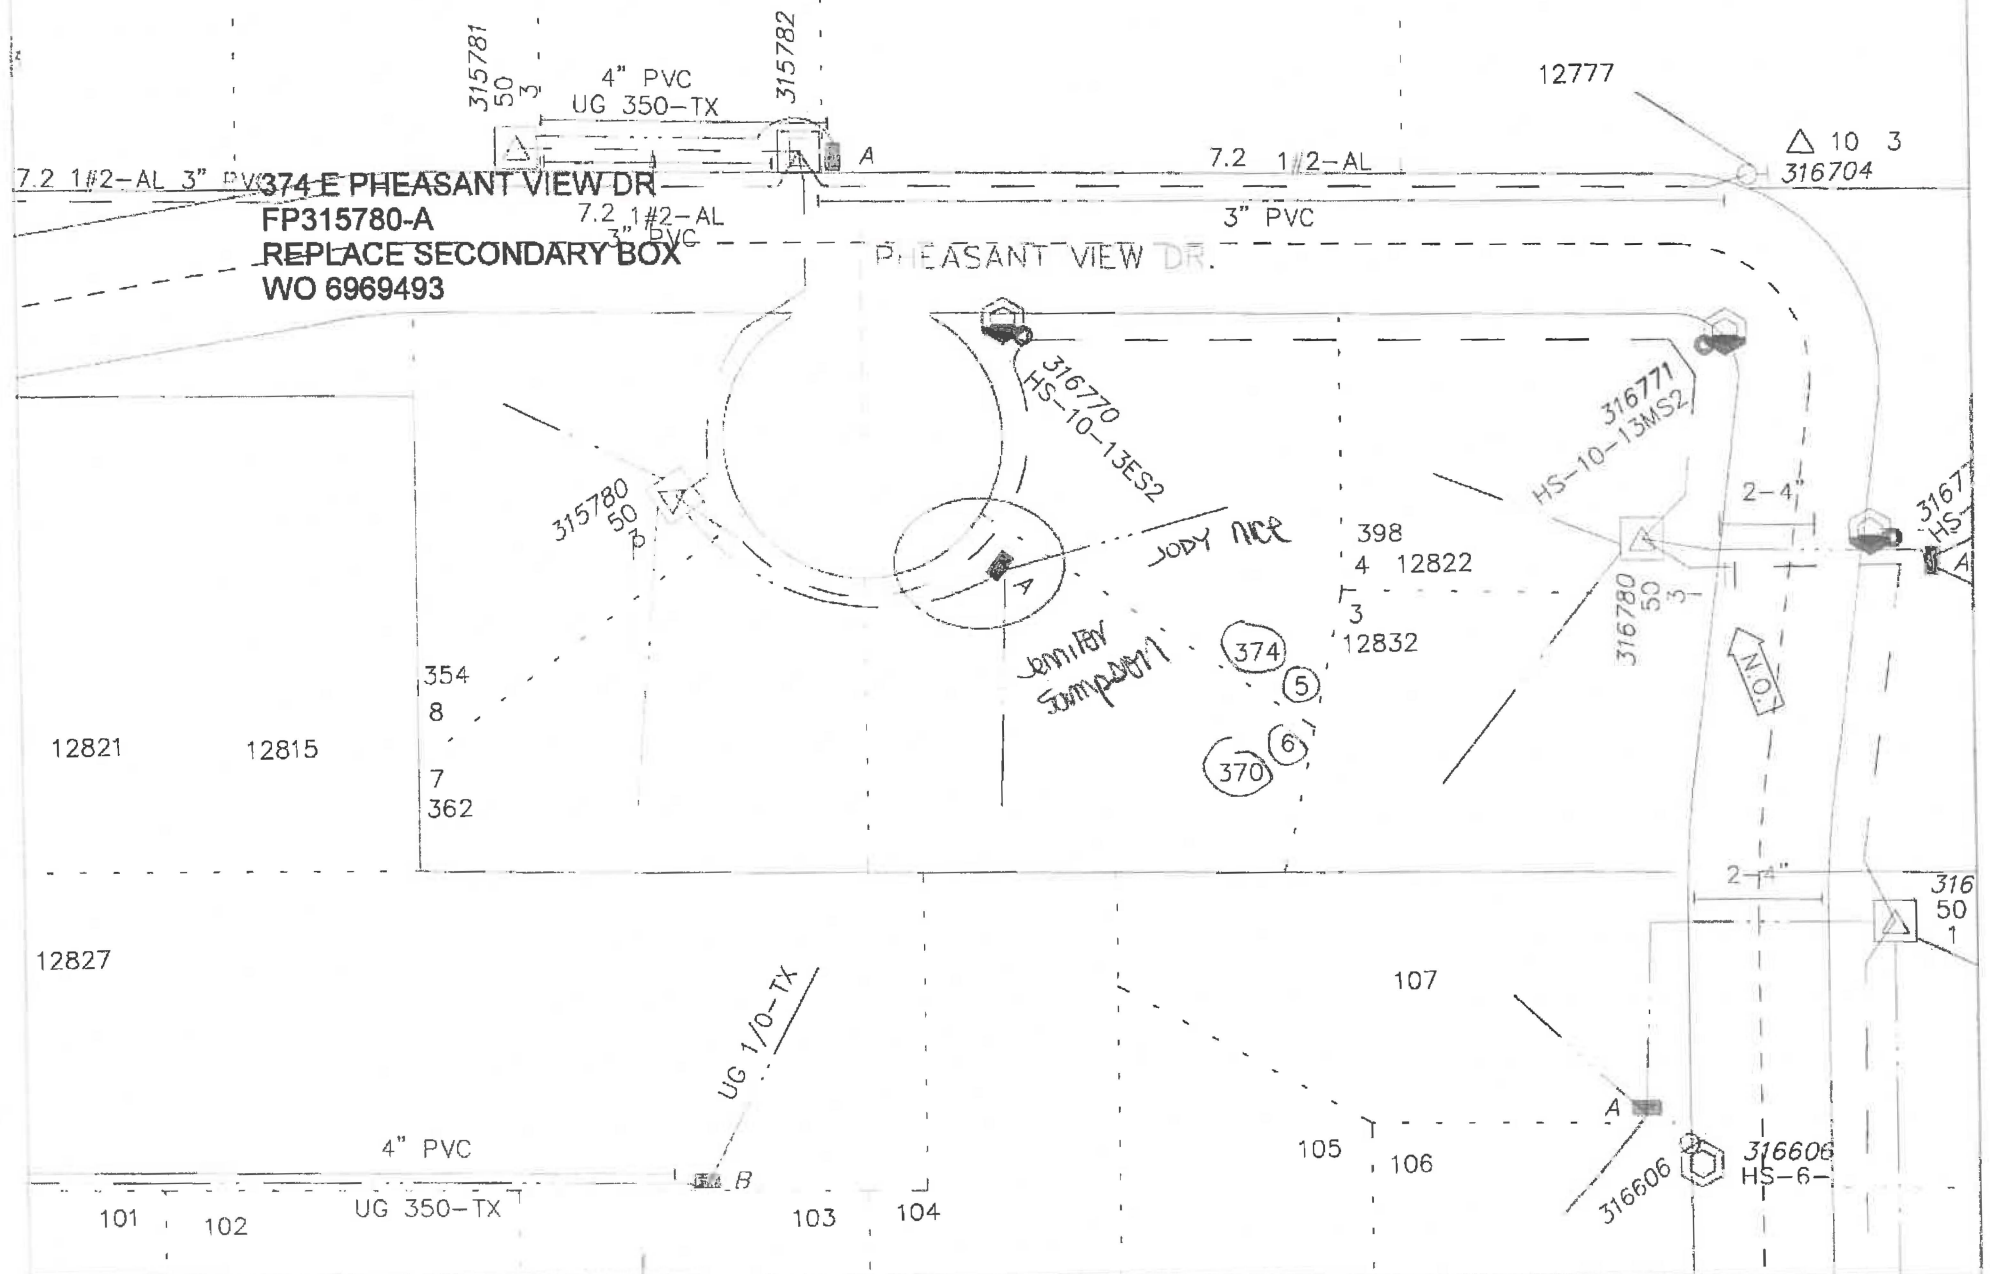 315781
50
3
4" PVC
UG 350-TX
315782
A
12777
△ 10 3
316704
7.2 1#2-AL 3" PVC
374 E PHEASANT VIEW DR
FP315780-A
REPLACE SECONDARY BOX
WO 6969493
7.2 1#2-AL
3" PVC
7.2 1#2-AL
3" PVC
PHEASANT VIEW DR.
316770
HS-10-13ES2
316771
HS-10-13MS2
2-4"
3167
HS-
A
315780
50
3
JODY
A
398
4 12822
3
12832
316780
50
3
N.O.
374
5
6
370
354
8
7
362
12821
12815
2-4"
316
50
1
12827
UG 1/0-TX
107
4" PVC
B
UG 350-TX
101
102
103
104
105
106
A
316606
316606
HS-6-